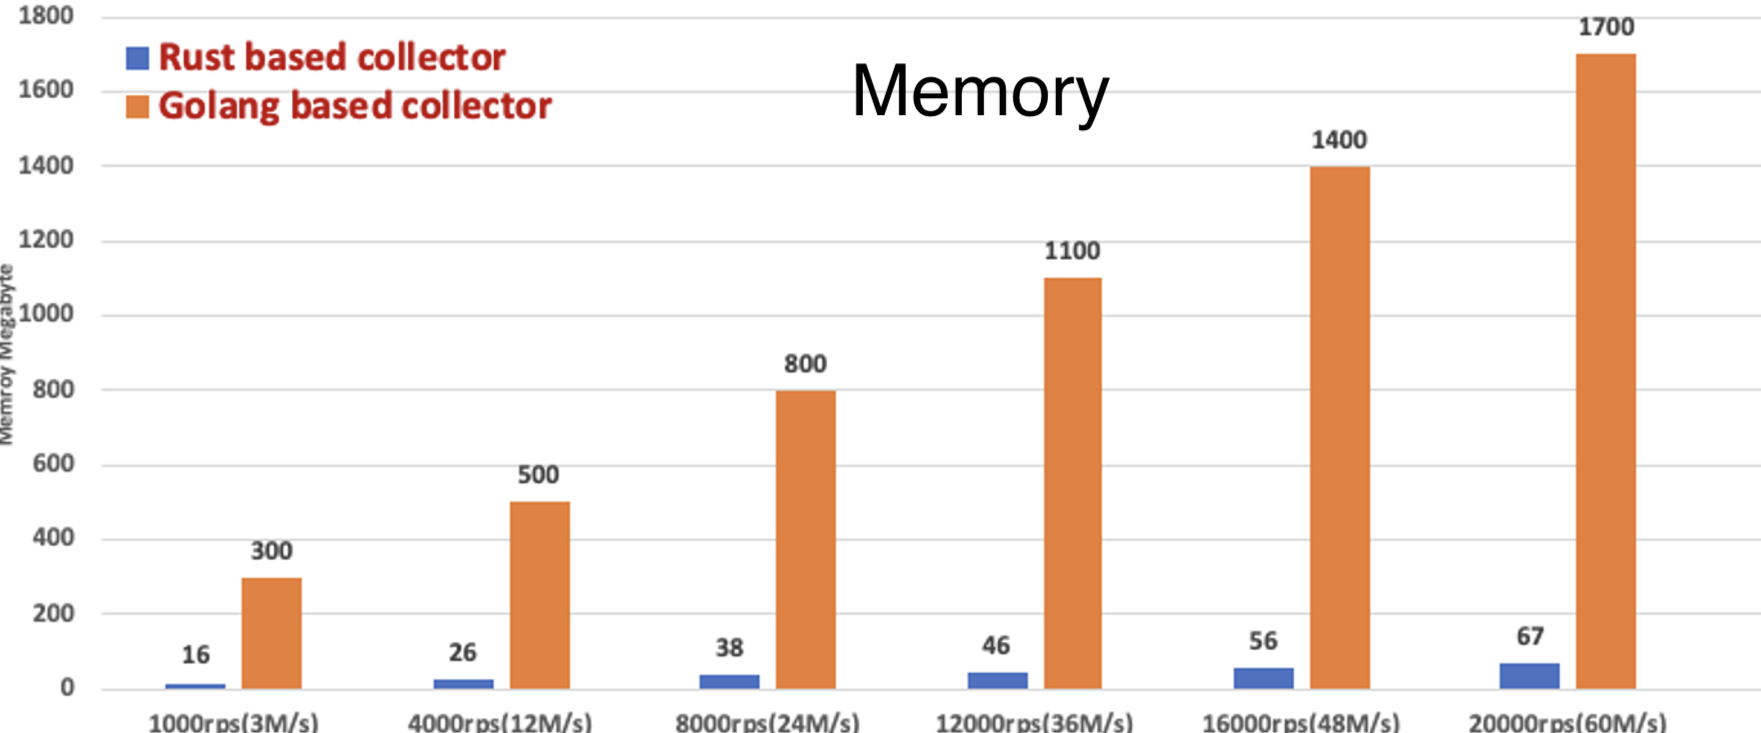 1800
1600
1400
1200
1000
800
600
400
200
0
Memroy Megabyte
Rust based collector
Golang based collector
Memory
16
300
26
500
38
800
46
1100
56
1400
67
1700
1000rps(3M/s)
4000rps(12M/s)
8000rps(24M/s)
12000rps(36M/s)
16000rps(48M/s)
20000rps(60M/s)